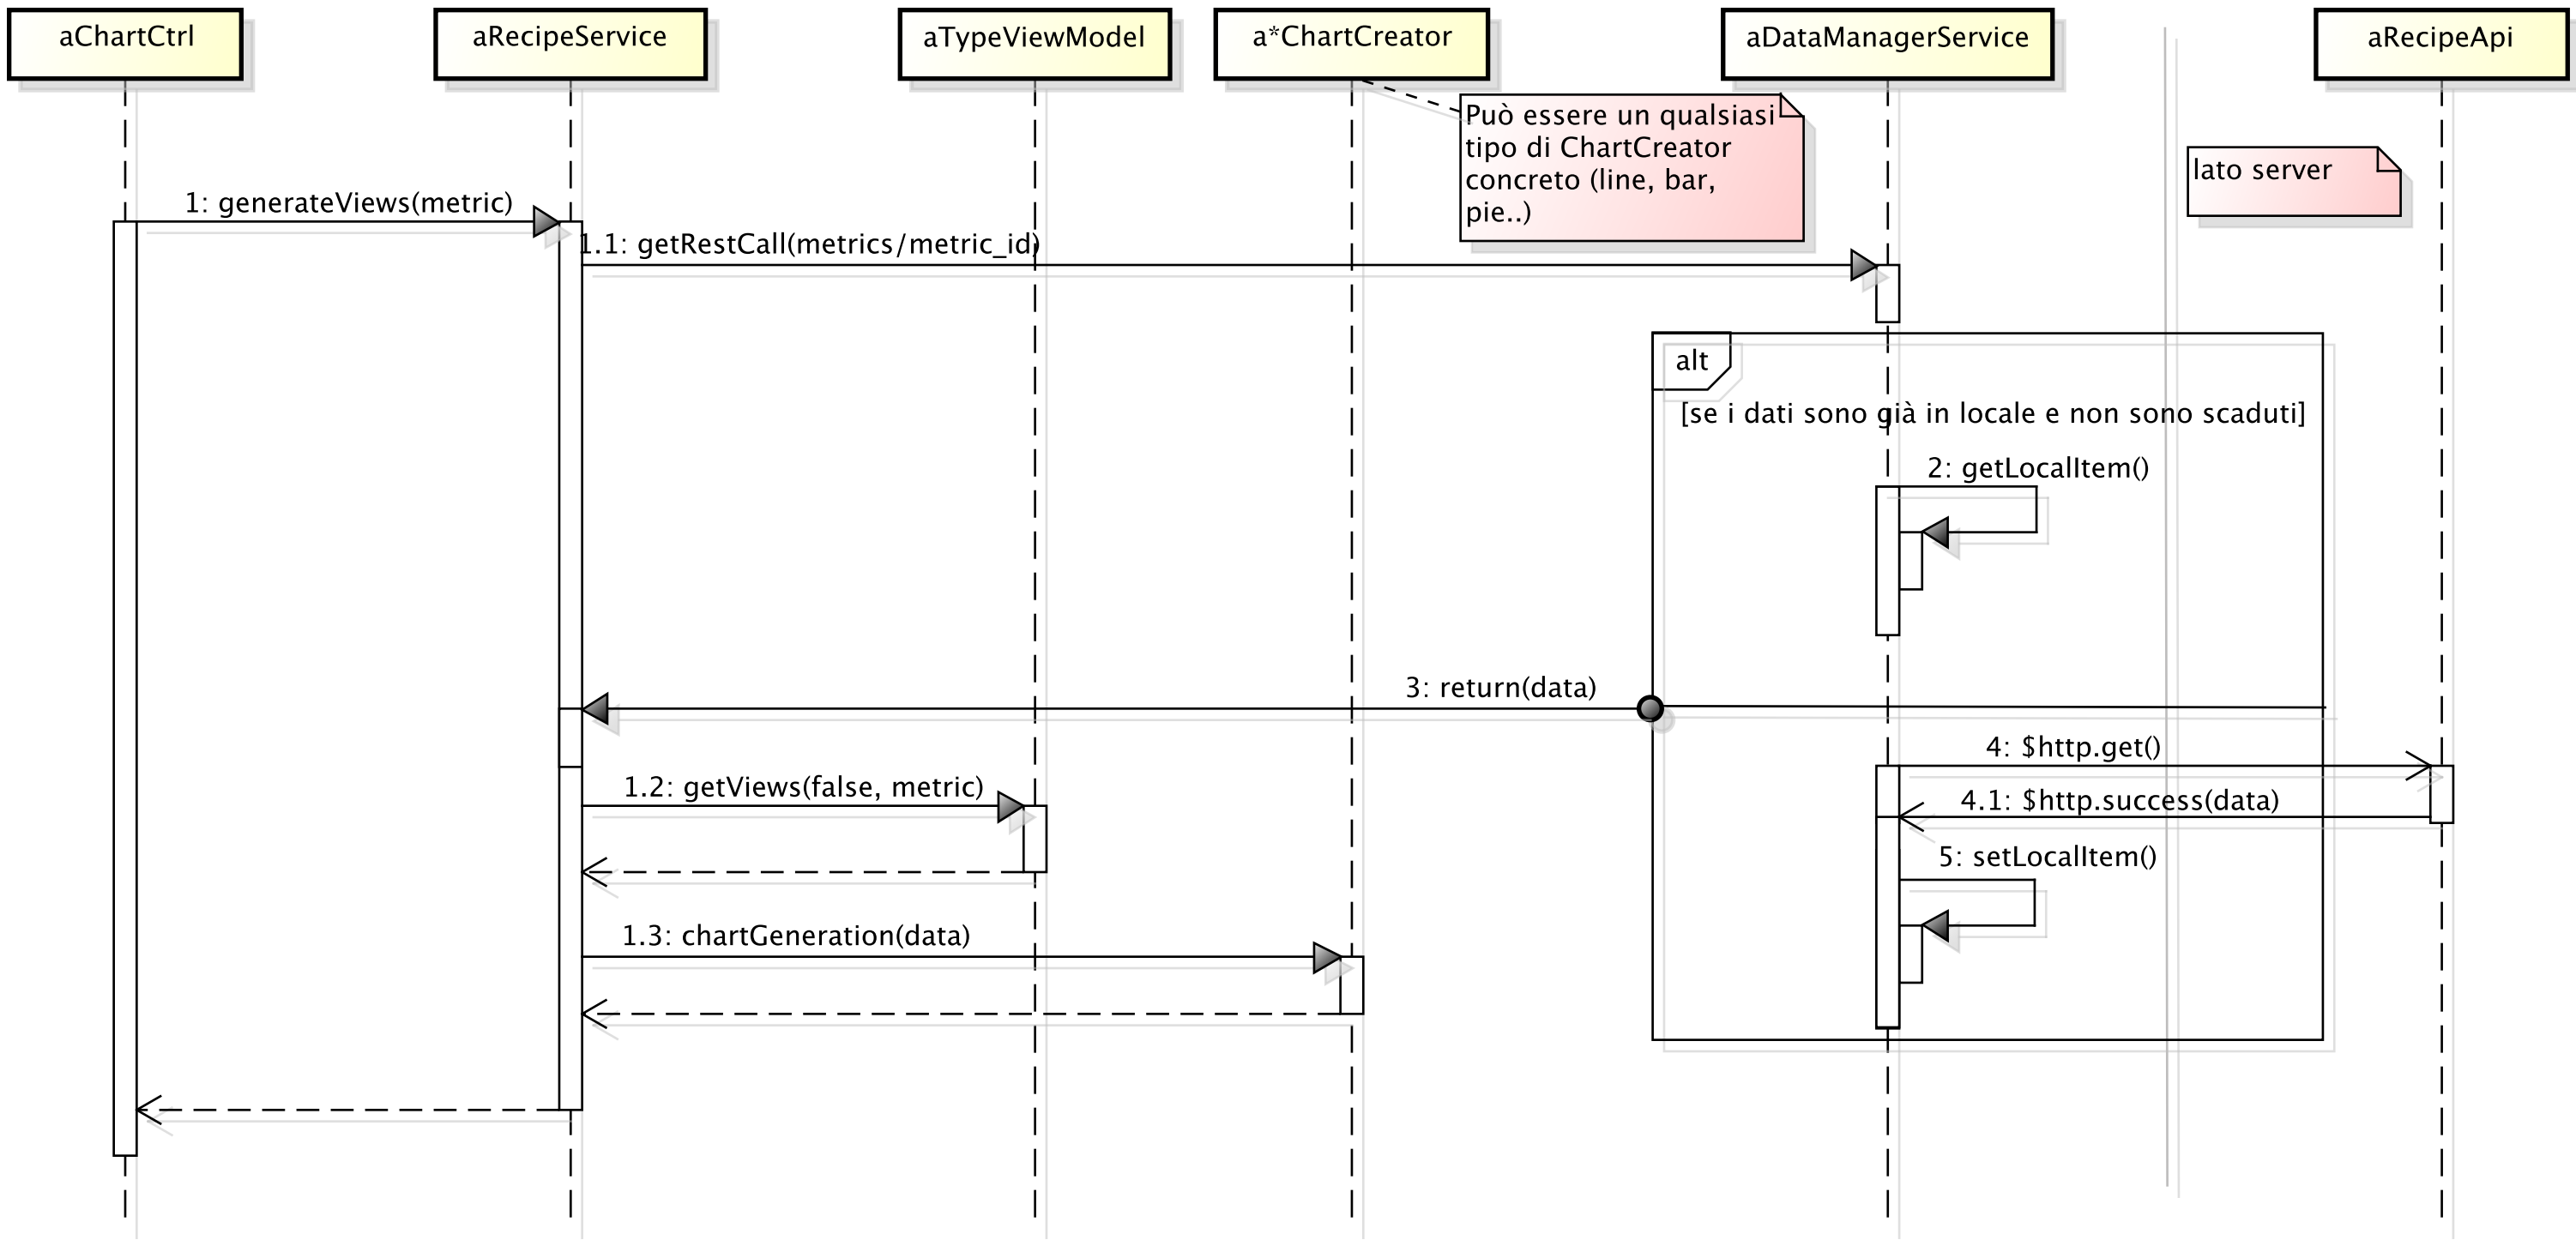 aChartCtrl
aRecipeService
aTypeViewModel
a*ChartCreator
aDataManagerService
aRecipeApi
Può essere un qualsiasi
tipo di ChartCreator
concreto (line, bar,
pie..)
lato server
1: generateViews(metric)
1.1: getRestCall(metrics/metric_id)
alt
[se i dati sono già in locale e non sono scaduti]
2: getLocalItem()
3: return(data)
4: $http.get()
1.2: getViews(false, metric)
4.1: $http.success(data)
5: setLocalItem()
1.3: chartGeneration(data)